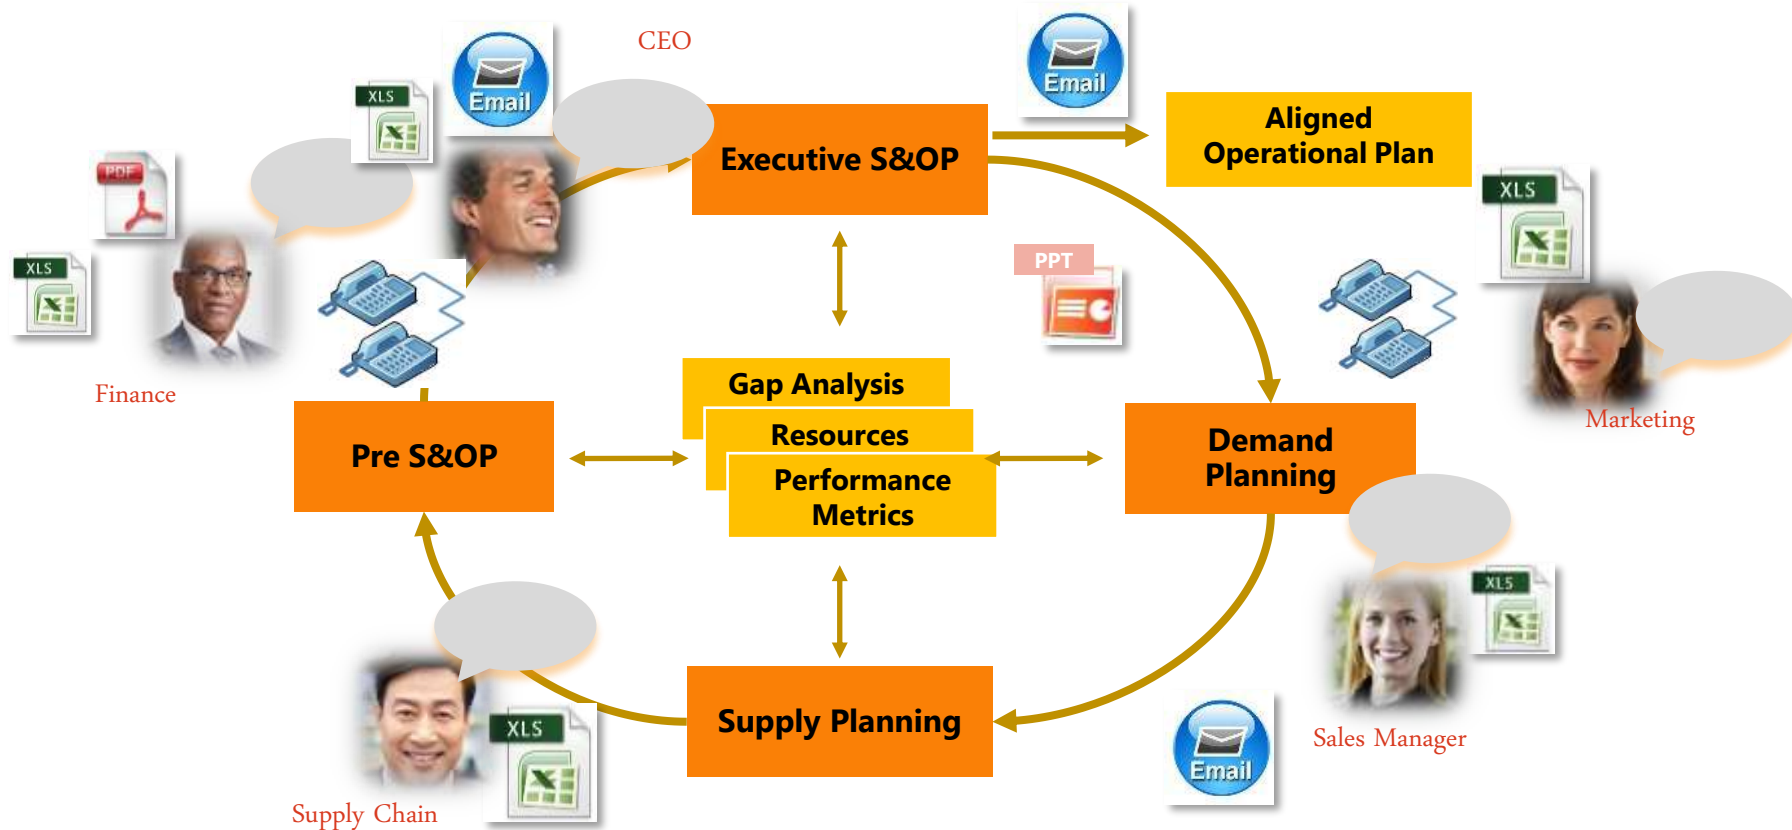 CEO
Email
Email
XLS
Aligned
Operational Plan
Executive S&OP
PDF
XLS
XLS
PPT
Finance
Gap Analysis
Marketing
Resources
Pre S&OP
Demand
Planning
Performance
Metrics
XLS
Supply Planning
XLS
Sales Manager
Email
Supply Chain